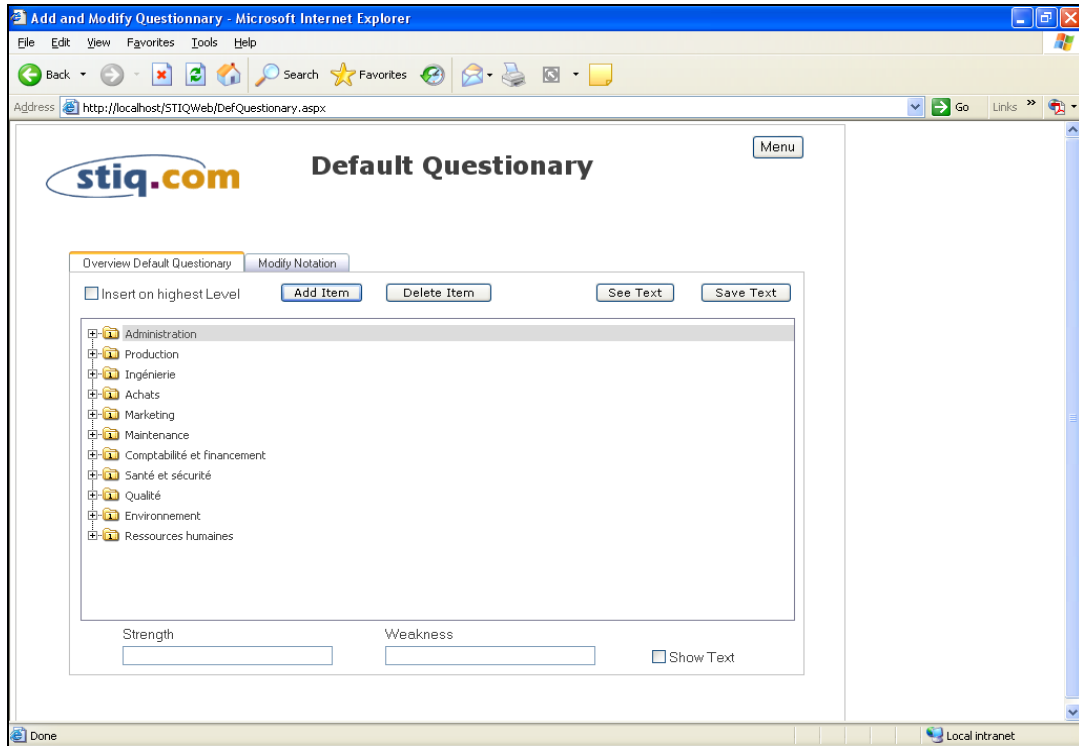 Add and Modify Questionnary - Microsoft Internet Explorer
File Edit View Favorites Tools Help
Back Search Favorites
Address http://localhost/STIQWeb/DefQuestionary.aspx Go Links »
Menu
stiq.com
Default Questionary
Overview Default Questionary Modify Notation
Insert on highest Level Add Item Delete Item See Text Save Text
Administration
Production
Ingénierie
Achats
Marketing
Maintenance
Comptabilité et financement
Santé et sécurité
Qualité
Environnement
Ressources humaines
Strength Weakness
Show Text
Done Local intranet